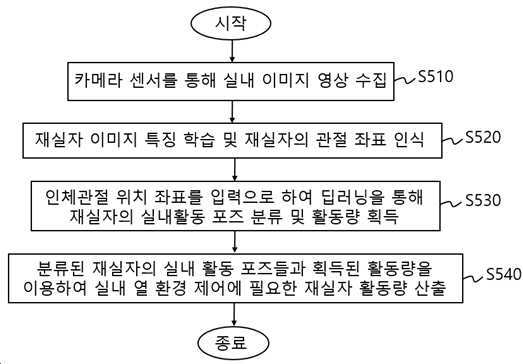 시작
카메라 센서를 통해 실내 이미지 영상 수집
S510
재실자 이미지 특징 학습 및 재실자의 관절 좌표 인식
S520
인체관절 위치 좌표를 입력으로 하여 딥러닝을 통해
재실자의 실내활동 포즈 분류 및 활동량 획득
S530
분류된 재실자의 실내 활동 포즈들과 획득된 활동량을
이용하여 실내 열 환경 제어에 필요한 재실자 활동량 산출
S540
종료